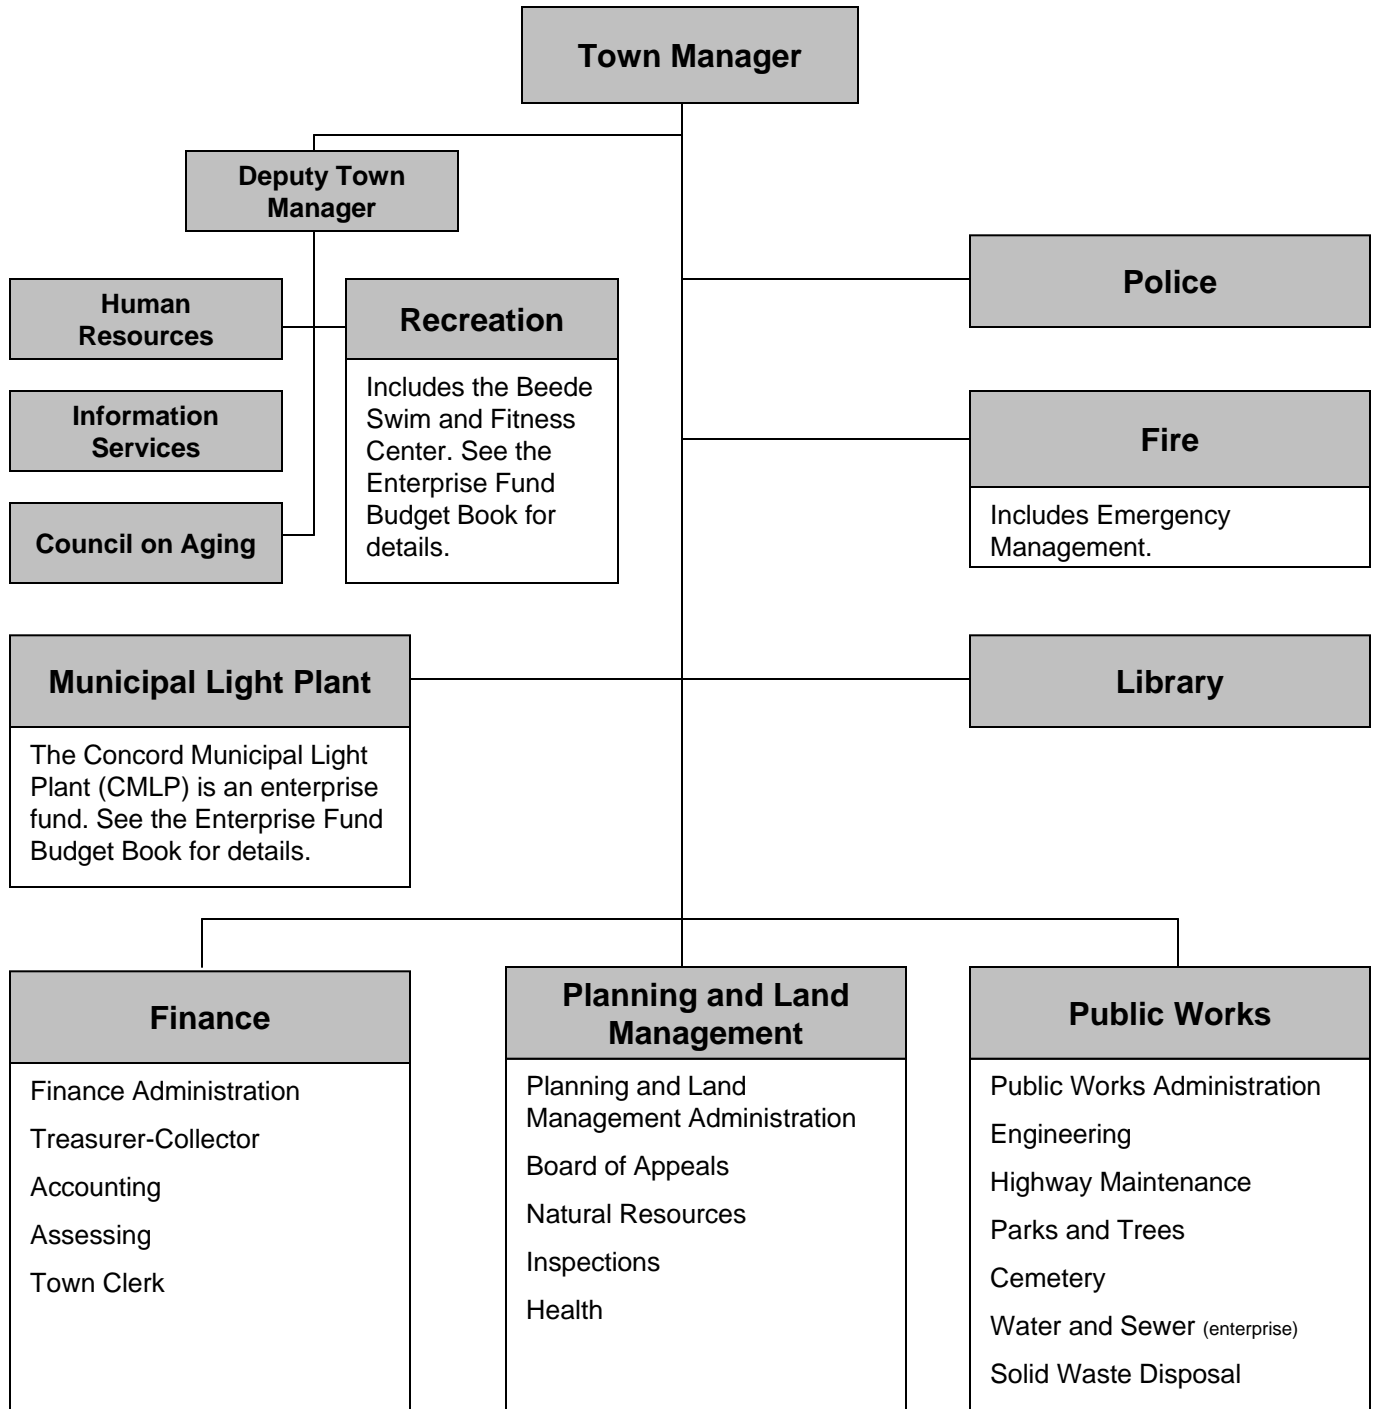 Town Manager
Deputy Town
Manager
Human
Resources
Recreation
Includes the Beede
Swim and Fitness
Center. See the
Enterprise Fund
Budget Book for
details.
Information
Services
Council on Aging
Police
Fire
Includes Emergency
Management.
Municipal Light Plant
The Concord Municipal Light
Plant (CMLP) is an enterprise
fund. See the Enterprise Fund
Budget Book for details.
Library
Finance
Finance Administration
Treasurer-Collector
Accounting
Assessing
Town Clerk
Planning and Land
Management
Planning and Land
Management Administration
Board of Appeals
Natural Resources
Inspections
Health
Public Works
Public Works Administration
Engineering
Highway Maintenance
Parks and Trees
Cemetery
Water and Sewer (enterprise)
Solid Waste Disposal